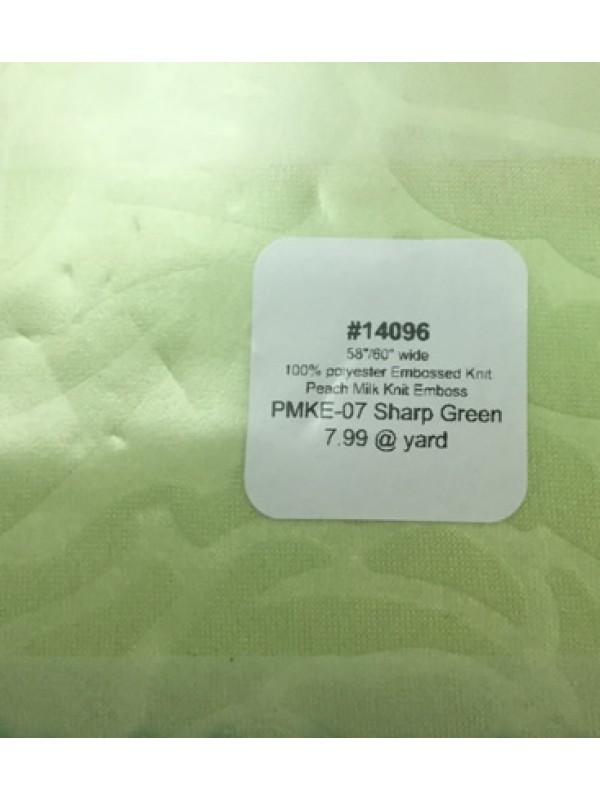 #14096
58"/60" wide
100% polyester Embossed Knit
Peach Milk Knit Emboss
PMKE-07 Sharp Green
7.99 @ yard